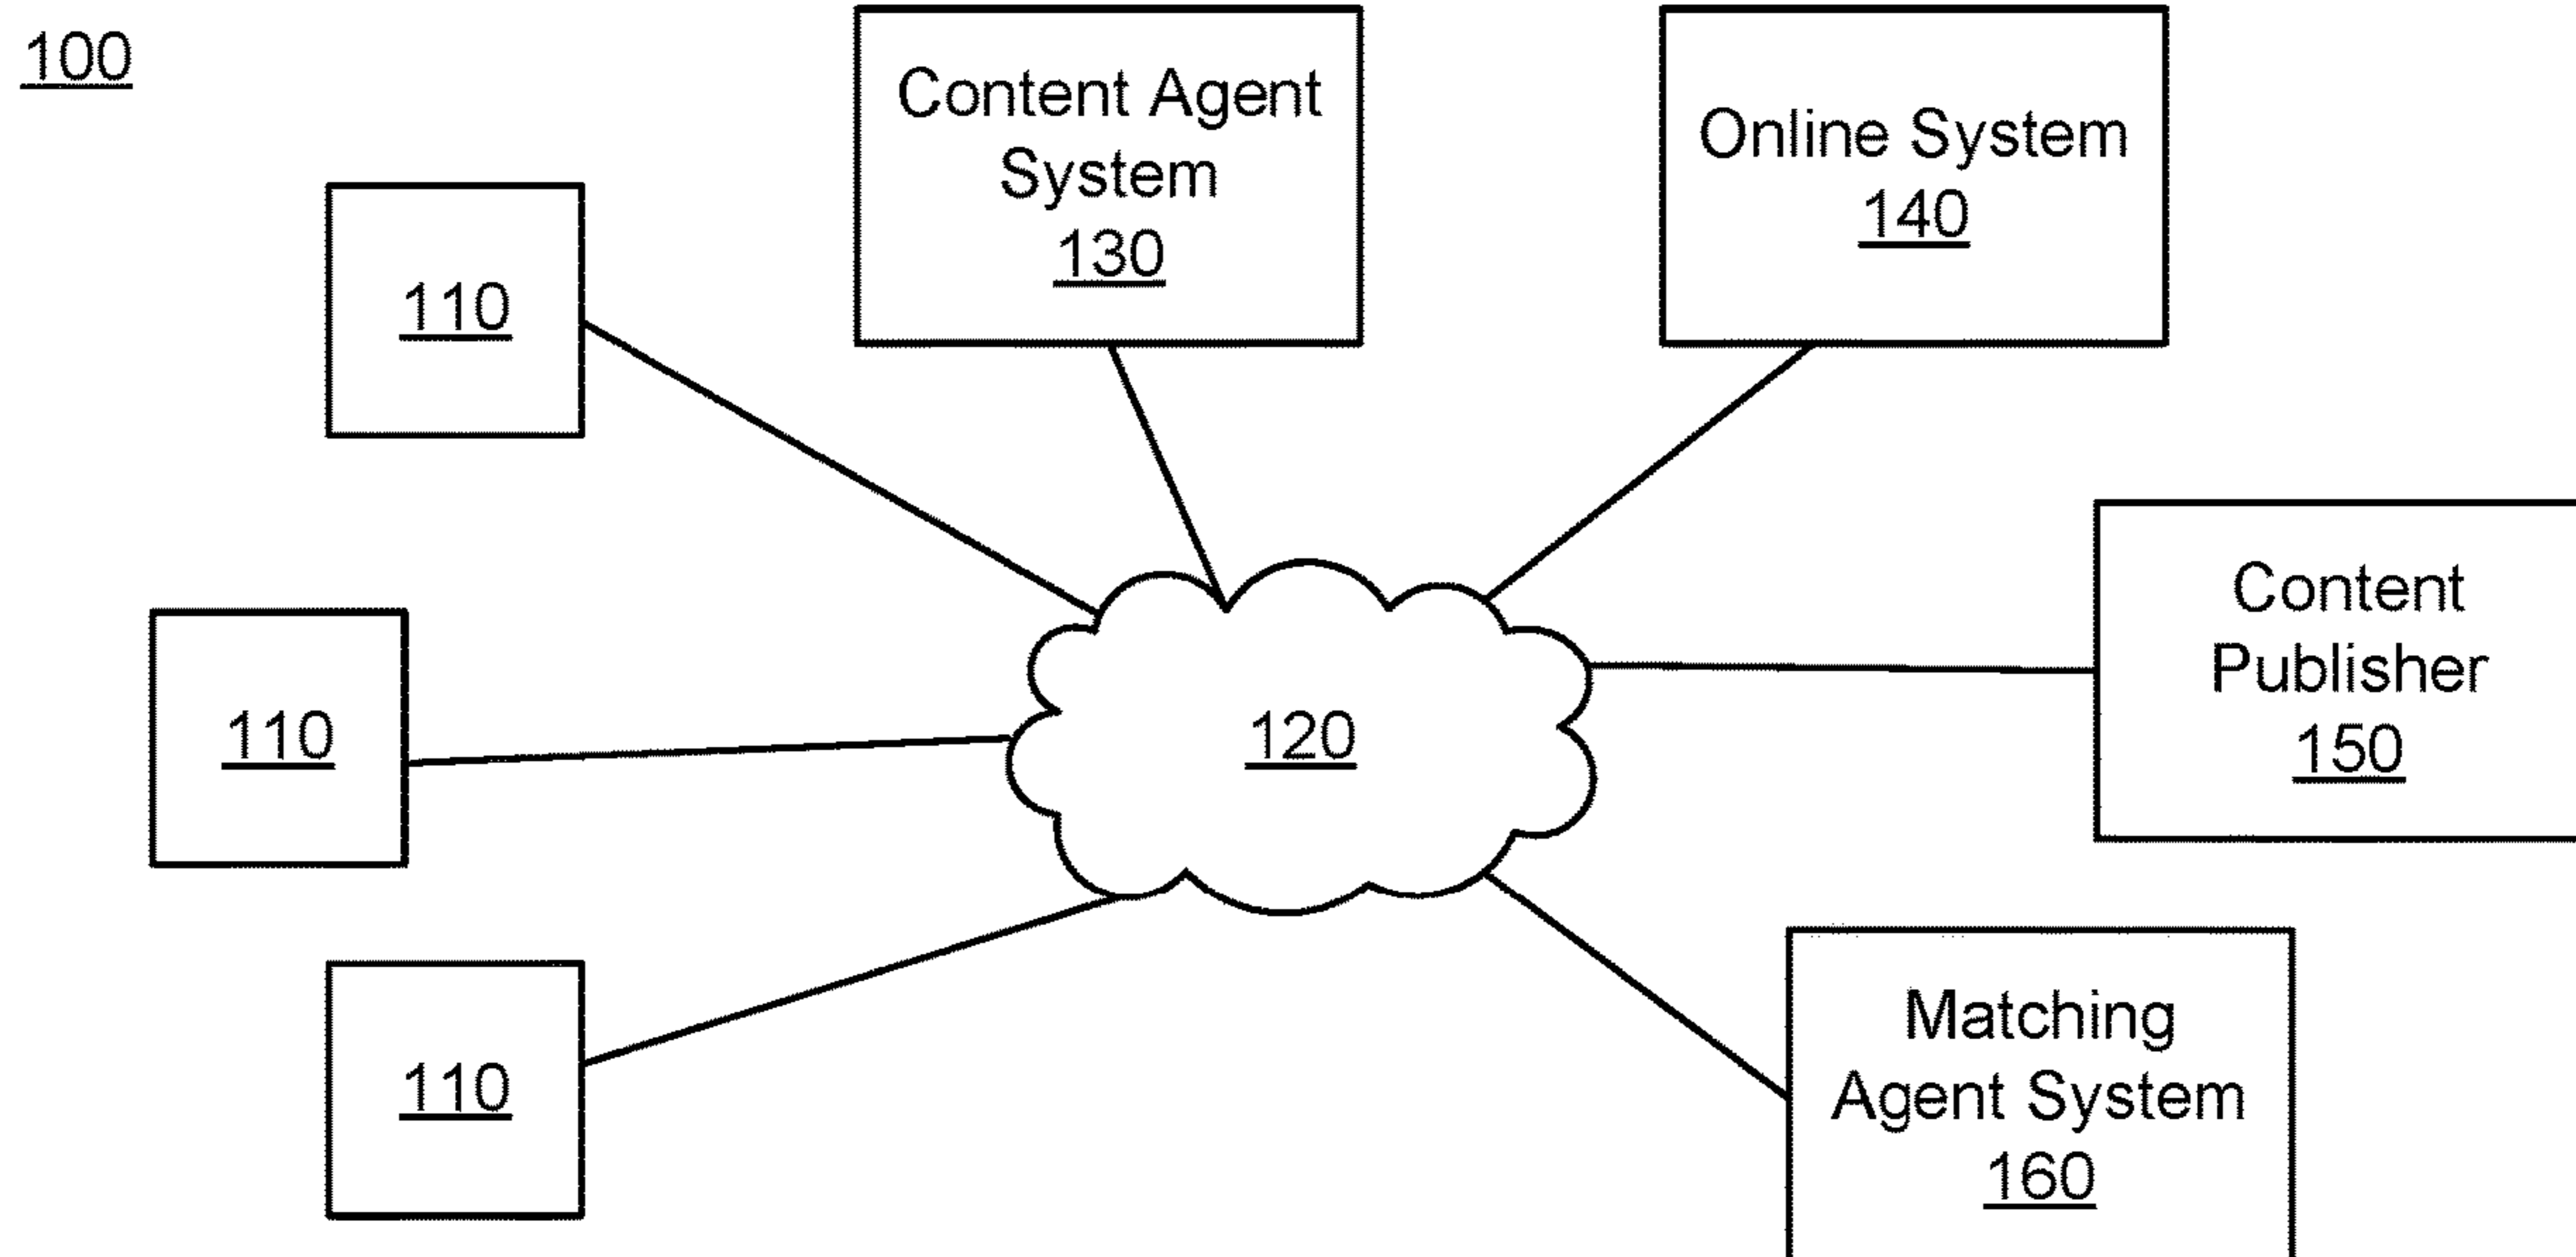 100
Content Agent
System
130
Online System
140
110
Content
Publisher
150
110
120
Matching
Agent System
160
110